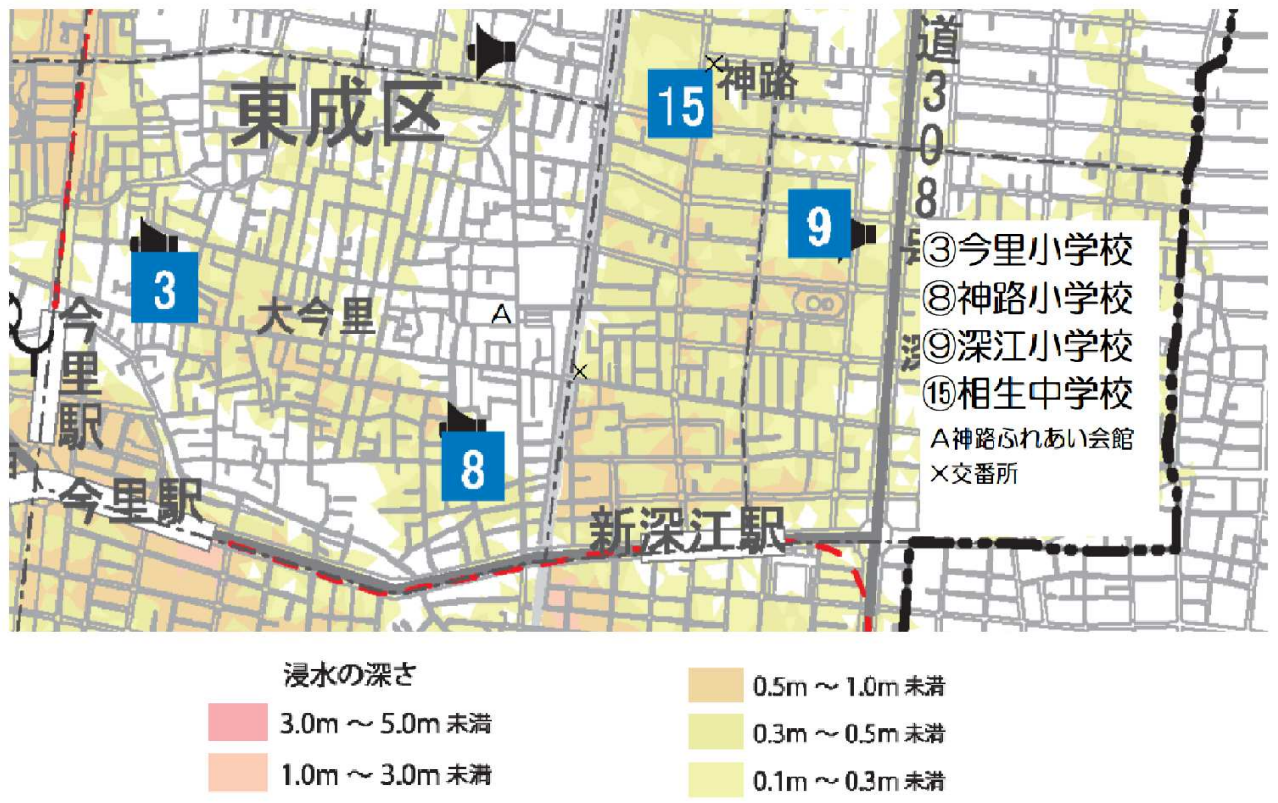 道308号深
神路
15
東成区
9
3
大今里
A
今里駅
8
今里駅
新深江駅
③今里小学校
⑧神路小学校
⑨深江小学校
⑮相生中学校
A神路ふれあい会館
×交番所
浸水の深さ
3.0m ～ 5.0m 未満
1.0m ～ 3.0m 未満
0.5m ～ 1.0m 未満
0.3m ～ 0.5m 未満
0.1m ～ 0.3m 未満